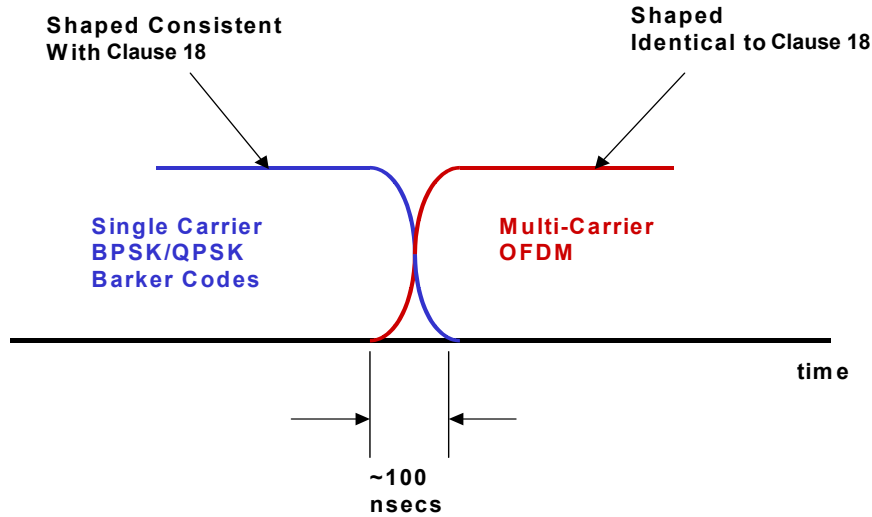 Shaped Consistent
With Clause 18
Shaped
Identical to Clause 18
Single Carrier
BPSK/QPSK
Barker Codes
Multi-Carrier
OFDM
time
~100
nsecs